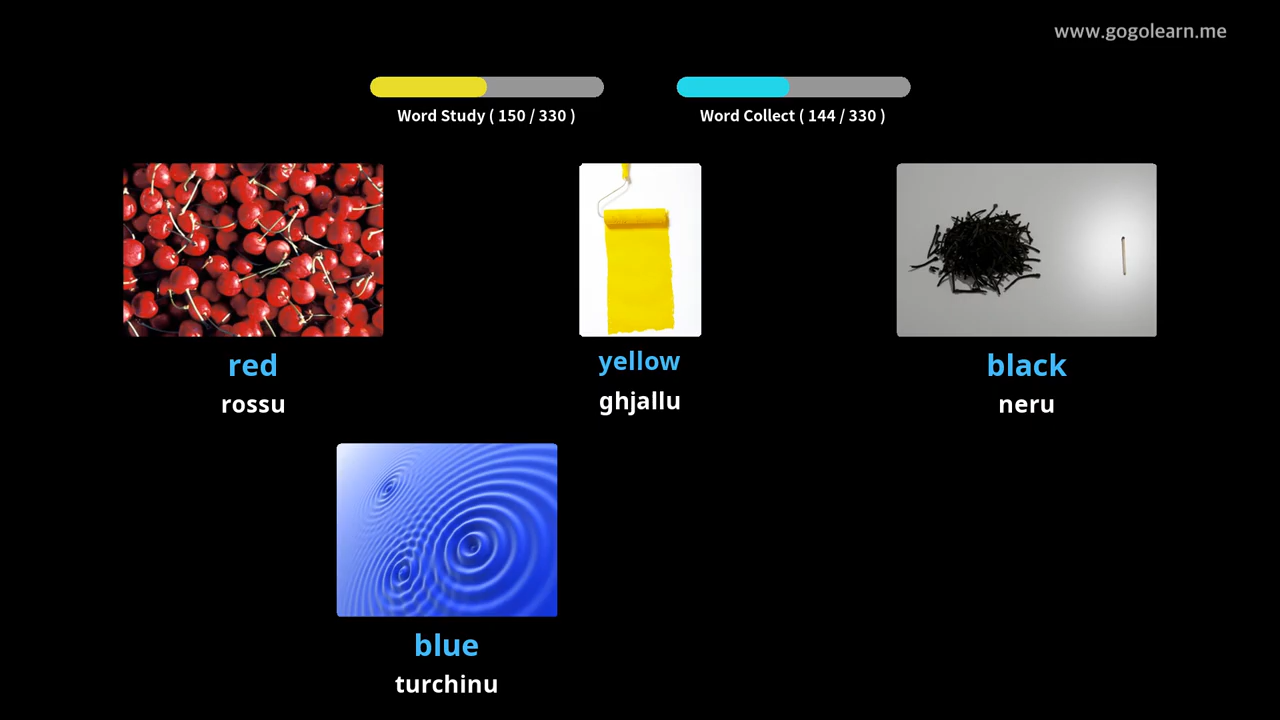 www.gogolearn.me
Word Study ( 150 / 330 )
Word Collect ( 144 / 330 )
red
rossu
yellow
ghjallu
black
neru
blue
turchinu